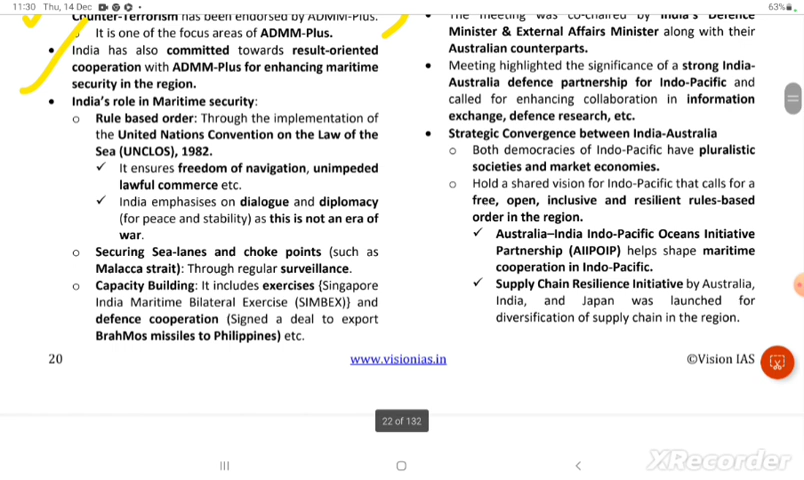 11:30 Thu, 14 Dec
63%
Counter-Terrorism has been endorsed by ADMM-Plus.
It is one of the focus areas of ADMM-Plus.
• India has also committed towards result-oriented
cooperation with ADMM-Plus for enhancing maritime
security in the region.
• India's role in Maritime security:
o Rule based order: Through the implementation of
the United Nations Convention on the Law of the
Sea (UNCLOS), 1982.
✓ It ensures freedom of navigation, unimpeded
lawful commerce etc.
✓ India emphasises on dialogue and diplomacy
(for peace and stability) as this is not an era of
war.
o Securing Sea-lanes and choke points (such as
Malacca strait): Through regular surveillance.
o Capacity Building: It includes exercises {Singapore
India Maritime Bilateral Exercise (SIMBEX)} and
defence cooperation (Signed a deal to export
BrahMos missiles to Philippines) etc.
• The meeting was co-chaired by India's Defence
Minister & External Affairs Minister along with their
Australian counterparts.
• Meeting highlighted the significance of a strong India-
Australia defence partnership for Indo-Pacific and
called for enhancing collaboration in information
exchange, defence research, etc.
• Strategic Convergence between India-Australia
o Both democracies of Indo-Pacific have pluralistic
societies and market economies.
o Hold a shared vision for Indo-Pacific that calls for a
free, open, inclusive and resilient rules-based
order in the region.
✓ Australia–India Indo-Pacific Oceans Initiative
Partnership (AIIPOIP) helps shape maritime
cooperation in Indo-Pacific.
✓ Supply Chain Resilience Initiative by Australia,
India, and Japan was launched for
diversification of supply chain in the region.
20
www.visionias.in
©Vision IAS
22 of 132
XRecorder